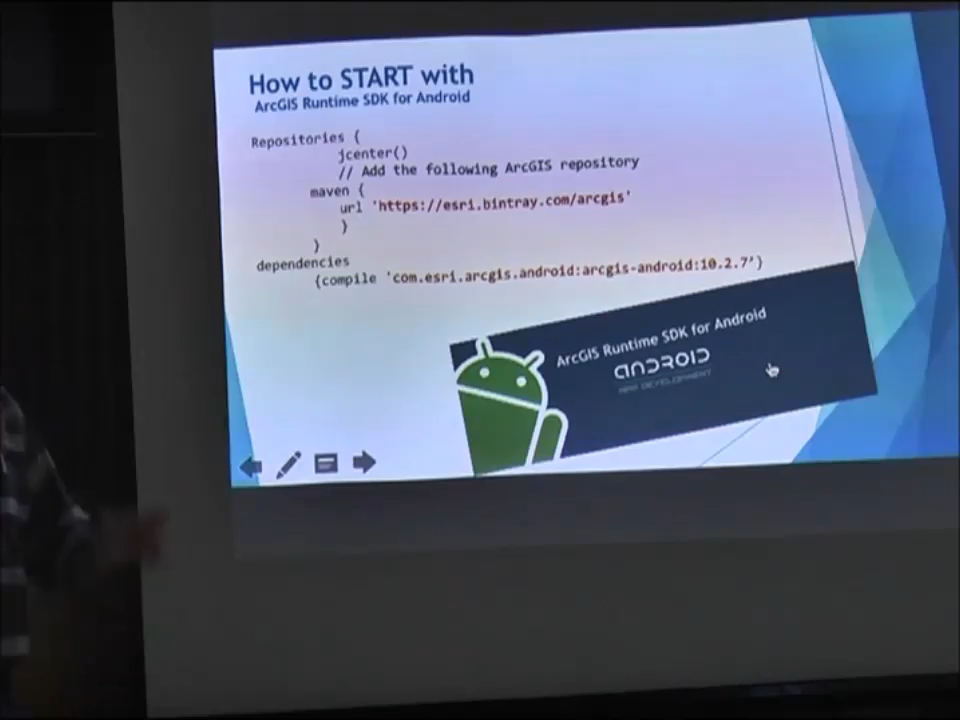 How to START with
ArcGIS Runtime SDK for Android
Repositories {
jcenter()
// Add the following ArcGIS repository
maven {
url 'https://esri.bintray.com/arcgis'
}
}
dependencies
{compile 'com.esri.arcgis.android:arcgis-android:10.2.7'}
ArcGIS Runtime SDK for Android
ANDROID
APP DEVELOPMENT